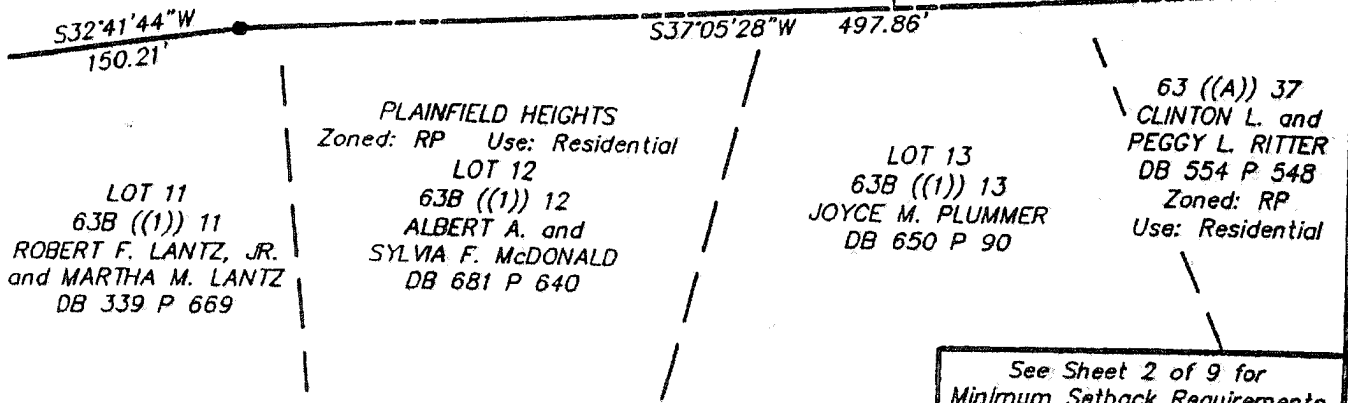 S32°41'44"W
150.21'
S37°05'28"W 497.86'
LOT 11
63B ((1)) 11
ROBERT F. LANTZ, JR.
and MARTHA M. LANTZ
DB 339 P 669
PLAINFIELD HEIGHTS
Zoned: RP Use: Residential
LOT 12
63B ((1)) 12
ALBERT A. and
SYLVIA F. McDONALD
DB 681 P 640
LOT 13
63B ((1)) 13
JOYCE M. PLUMMER
DB 650 P 90
63 ((A)) 37
CLINTON L. and
PEGGY L. RITTER
DB 554 P 548
Zoned: RP
Use: Residential
See Sheet 2 of 9 for
Minimum Setback Requirements